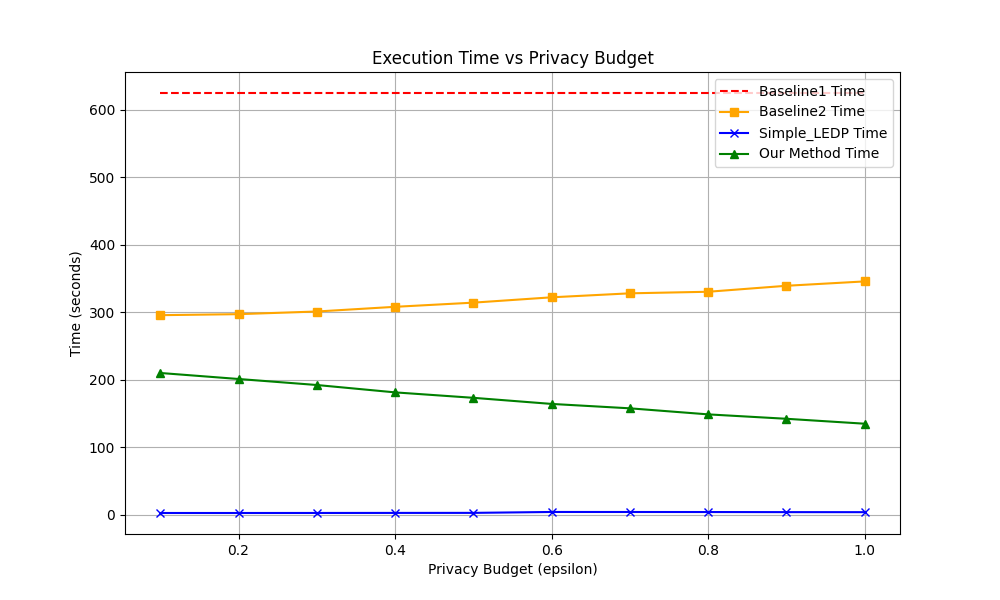 Execution Time vs Privacy Budget
Baseline1 Time
Baseline2 Time
Simple_LEDP Time
Our Method Time
600
500
400
300
200
100
0
Time (seconds)
0.2
0.4
0.6
0.8
1.0
Privacy Budget (epsilon)